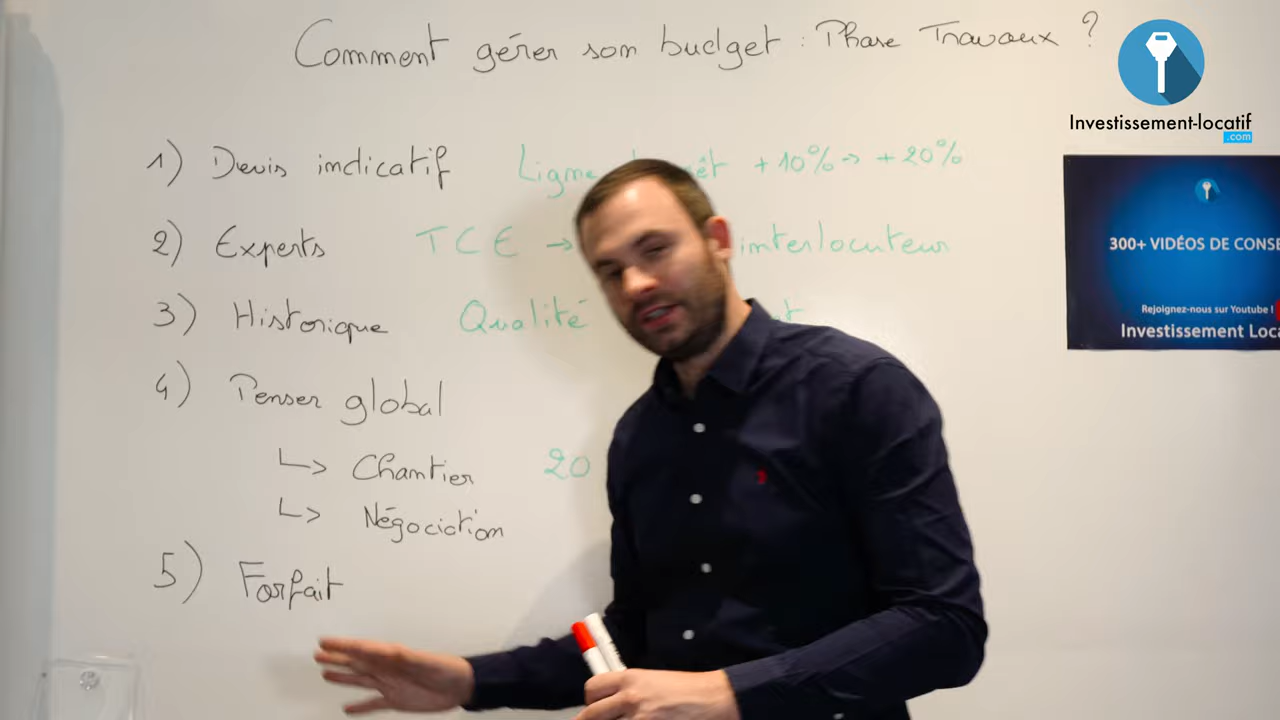 Comment gérer son budget : Phase Travaux ?
Investissement-locatif
.com
1) Devis indicatif Ligne +10% → +20%
2) Experts TCE → interlocuteur
3) Historique Qualité
4) Penser global
↳ Chantier 20
↳ Négociation
5) Forfait
300+ VIDÉOS DE CONSE
Rejoignez-nous sur Youtube !
Investissement Loc